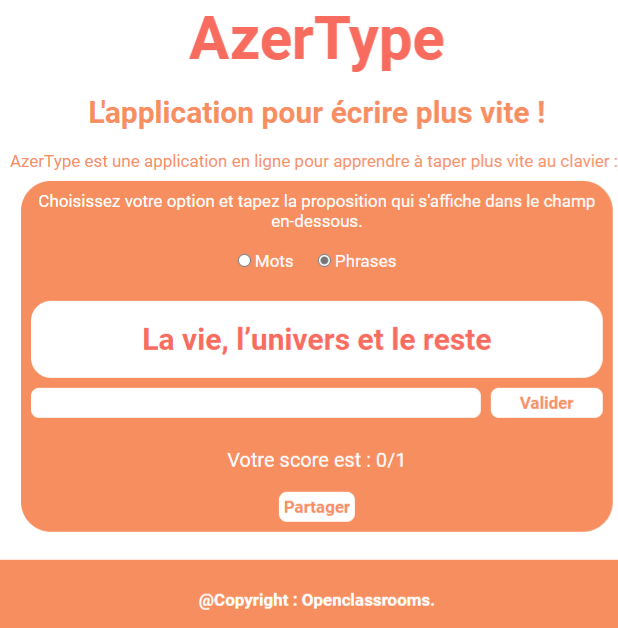 AzerType
L'application pour écrire plus vite !
AzerType est une application en ligne pour apprendre à taper plus vite au clavier :
Choisissez votre option et tapez la proposition qui s'affiche dans le champ
en-dessous.
Mots Phrases
La vie, l’univers et le reste
Valider
Votre score est : 0/1
Partager
@Copyright : Openclassrooms.